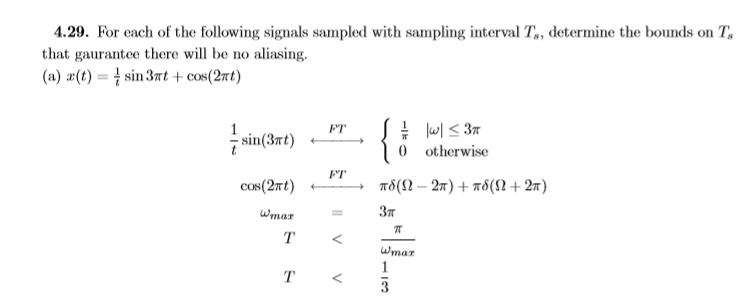 4.29. For each of the following signals sampled with sampling interval Tₛ, determine the bounds on Tₛ
that gaurantee there will be no aliasing.
(a) x(t) = 1/t sin 3πt + cos(2πt)
1/t sin(3πt) ←FT→ { 1/π |ω| ≤ 3π
0 otherwise
cos(2πt) ←FT→ πδ(Ω − 2π) + πδ(Ω + 2π)
ω_max = 3π
T < π/ω_max
T < 1/3